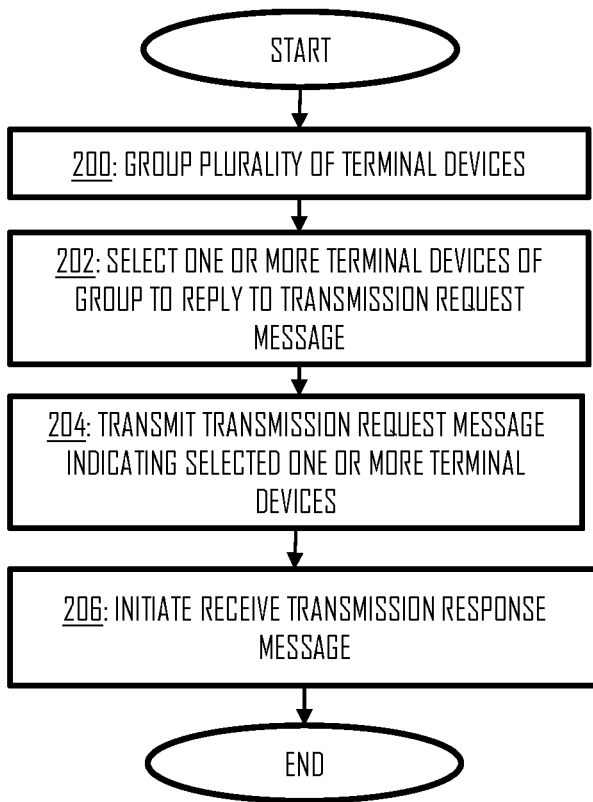 START
200: GROUP PLURALITY OF TERMINAL DEVICES
202: SELECT ONE OR MORE TERMINAL DEVICES OF
GROUP TO REPLY TO TRANSMISSION REQUEST
MESSAGE
204: TRANSMIT TRANSMISSION REQUEST MESSAGE
INDICATING SELECTED ONE OR MORE TERMINAL
DEVICES
206: INITIATE RECEIVE TRANSMISSION RESPONSE
MESSAGE
END